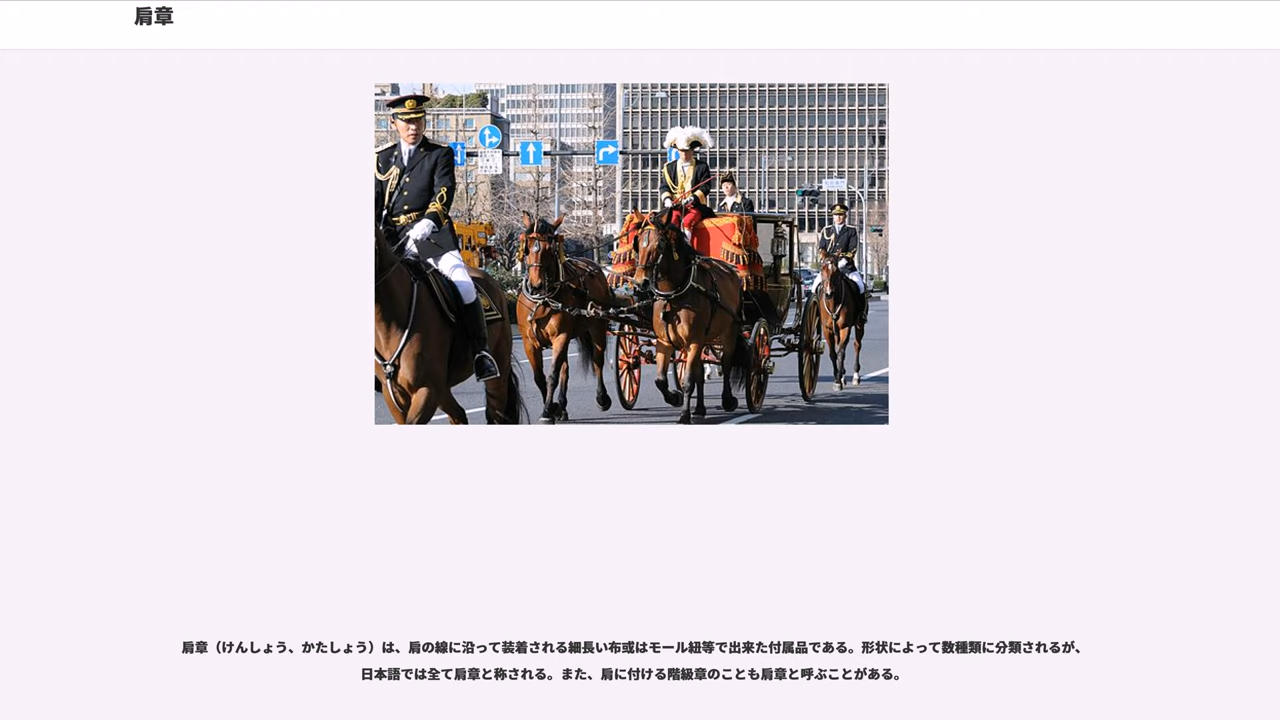 肩章
肩章（けんしょう、かたしょう）は、肩の線に沿って装着される細長い布或はモール紐等で出来た付属品である。形状によって数種類に分類されるが、
日本語では全て肩章と称される。また、肩に付ける階級章のことも肩章と呼ぶことがある。